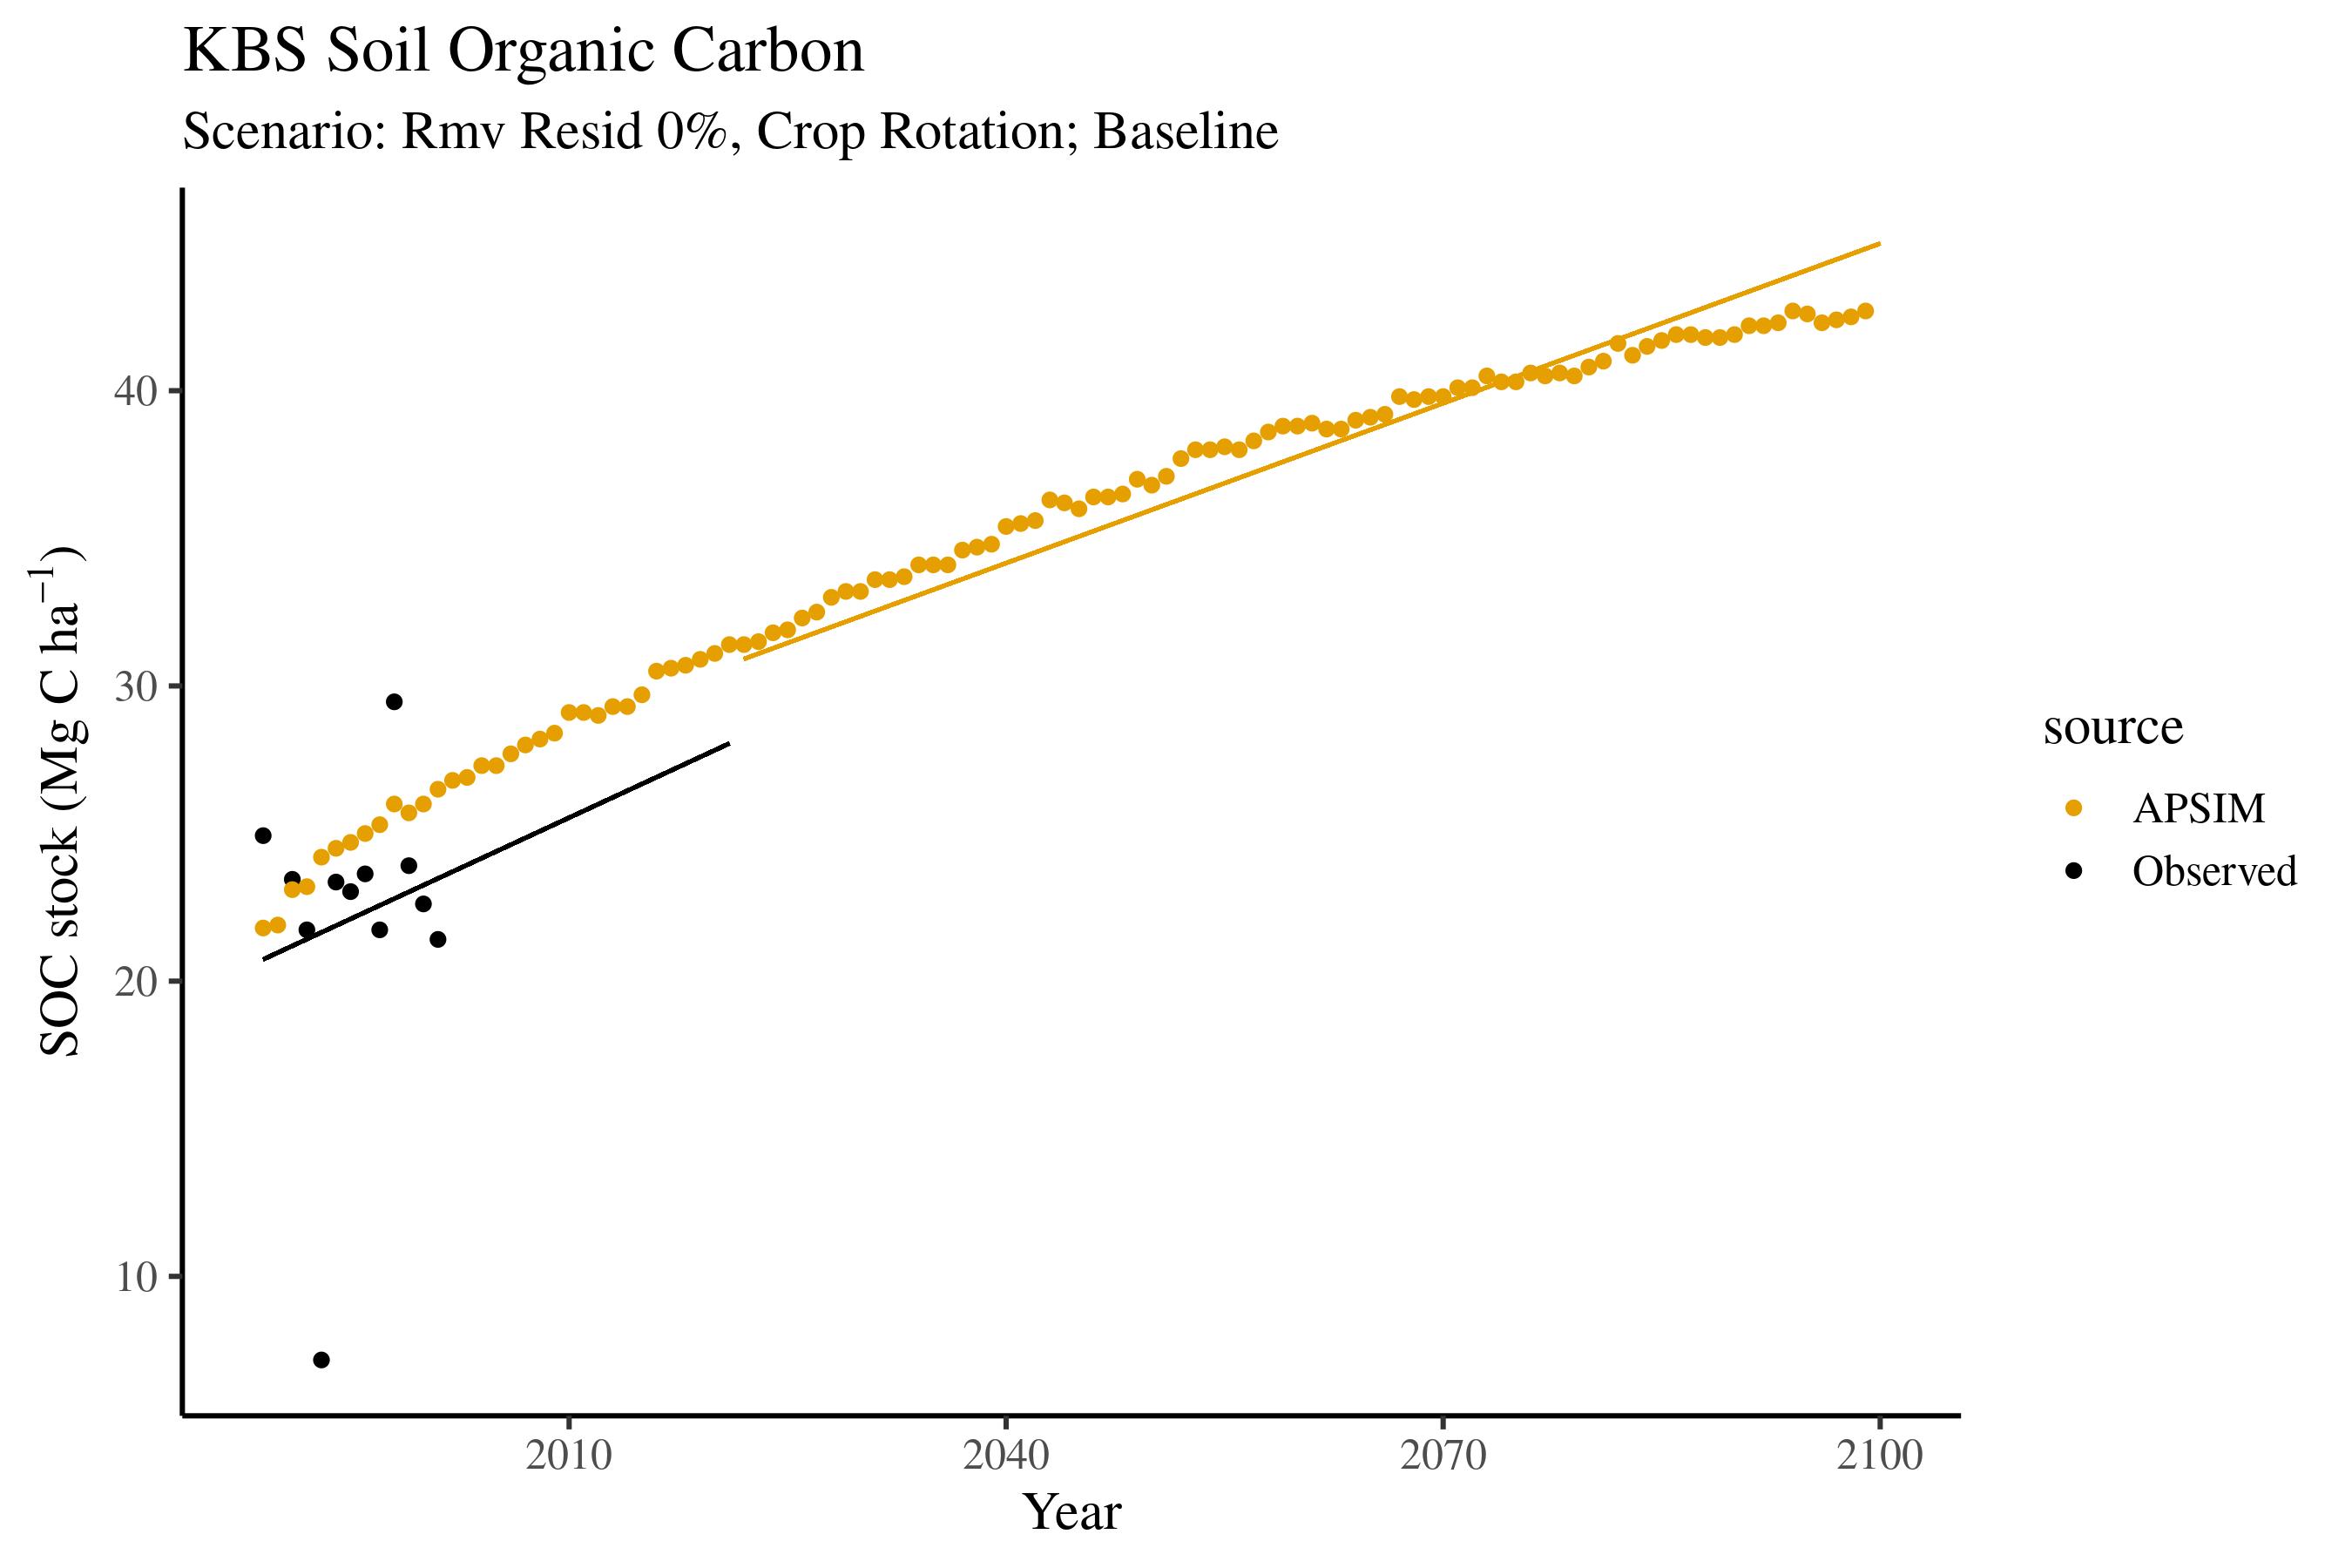 KBS Soil Organic Carbon
Scenario: Rmv Resid 0%, Crop Rotation; Baseline
SOC stock (Mg C ha⁻¹)
40
30
20
10
2010
2040
2070
2100
Year
source
APSIM
Observed